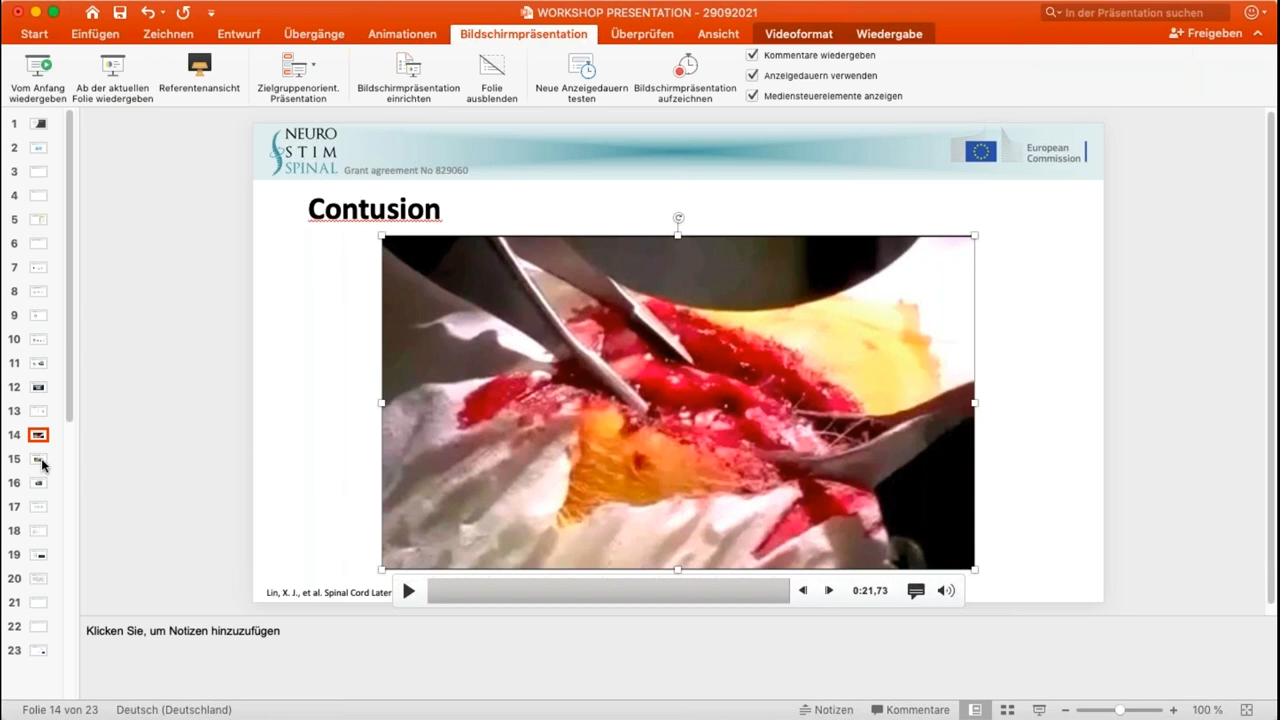 WORKSHOP PRESENTATION - 29092021
In der Präsentation suchen
Start Einfügen Zeichnen Entwurf Übergänge Animationen Bildschirmpräsentation Überprüfen Ansicht Videoformat Wiedergabe Freigeben
Vom Anfang
wiedergeben
Ab der aktuellen
Folie wiedergeben
Referentenansicht
Zielgruppenorient.
Präsentation
Bildschirmpräsentation
einrichten
Folie
ausblenden
Neue Anzeigedauern
testen
Bildschirmpräsentation
aufzeichnen
Kommentare wiedergeben
Anzeigedauern verwenden
Mediensteuerelemente anzeigen
1
2
3
4
5
6
7
8
9
10
11
12
13
14
15
16
17
18
19
20
21
22
23
NEURO
STIM
SPINAL
Grant agreement No 829060
European
Commission
Contusion
Lin, X. J., et al. Spinal Cord Later
0:21,73
Klicken Sie, um Notizen hinzuzufügen
Folie 14 von 23 Deutsch (Deutschland) Notizen Kommentare 100 %